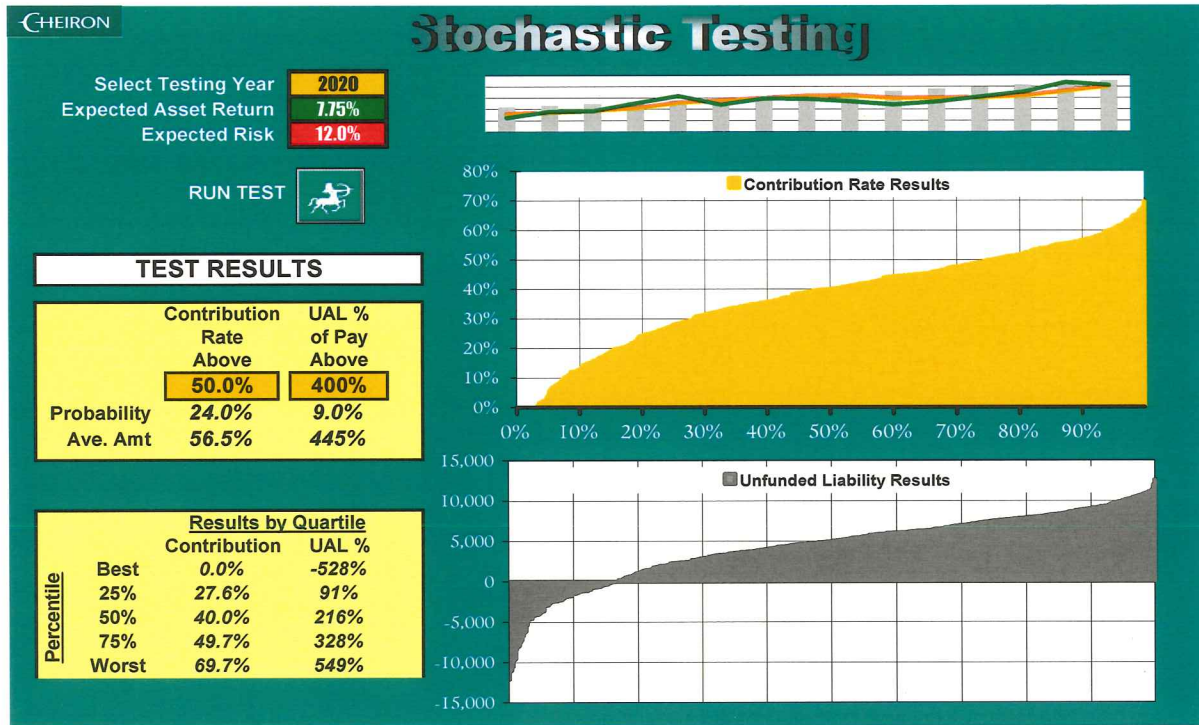 CHEIRON
Stochastic Testing
Select Testing Year 2020
Expected Asset Return 7.75%
Expected Risk 12.0%
RUN TEST
TEST RESULTS
Contribution UAL %
Rate of Pay
Above Above
50.0% 400%
Probability 24.0% 9.0%
Ave. Amt 56.5% 445%
Results by Quartile
Contribution UAL %
Percentile
Best 0.0% -528%
25% 27.6% 91%
50% 40.0% 216%
75% 49.7% 328%
Worst 69.7% 549%
Contribution Rate Results
80%
70%
60%
50%
40%
30%
20%
10%
0%
0% 10% 20% 30% 40% 50% 60% 70% 80% 90%
Unfunded Liability Results
15,000
10,000
5,000
0
-5,000
-10,000
-15,000